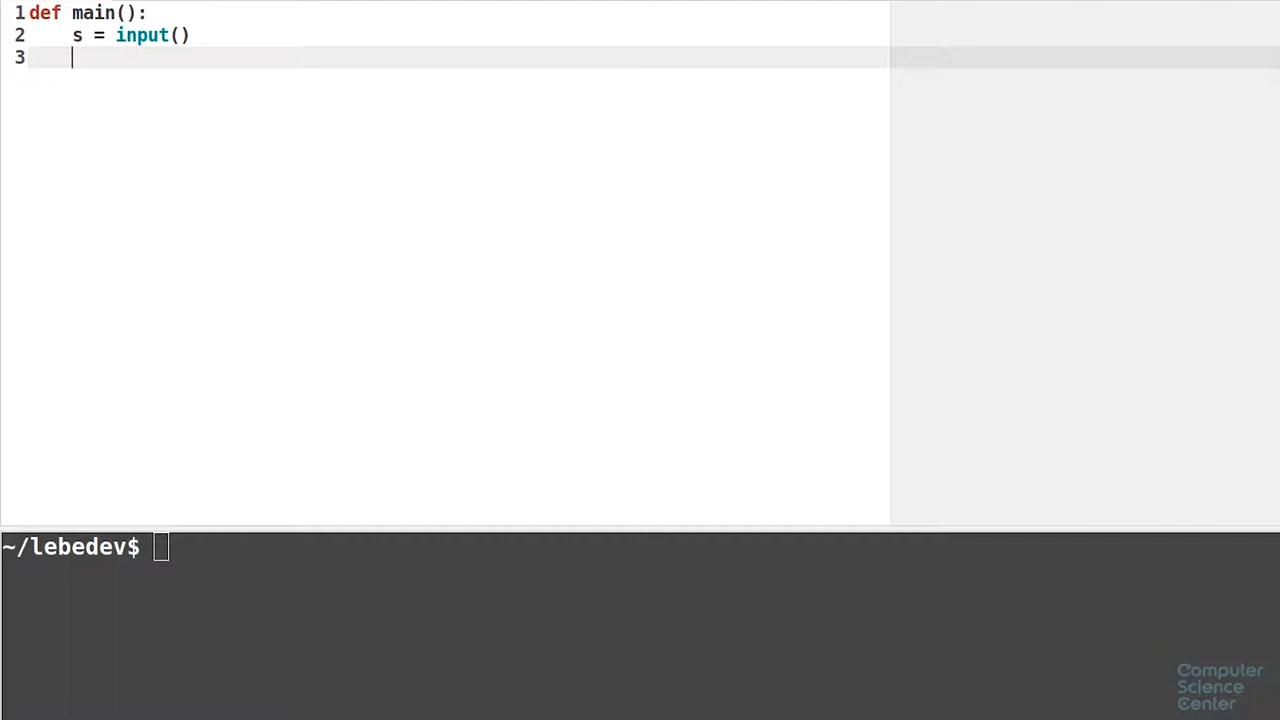 1def main():
2    s = input()
3
~/lebedev$
Computer
Science
Center